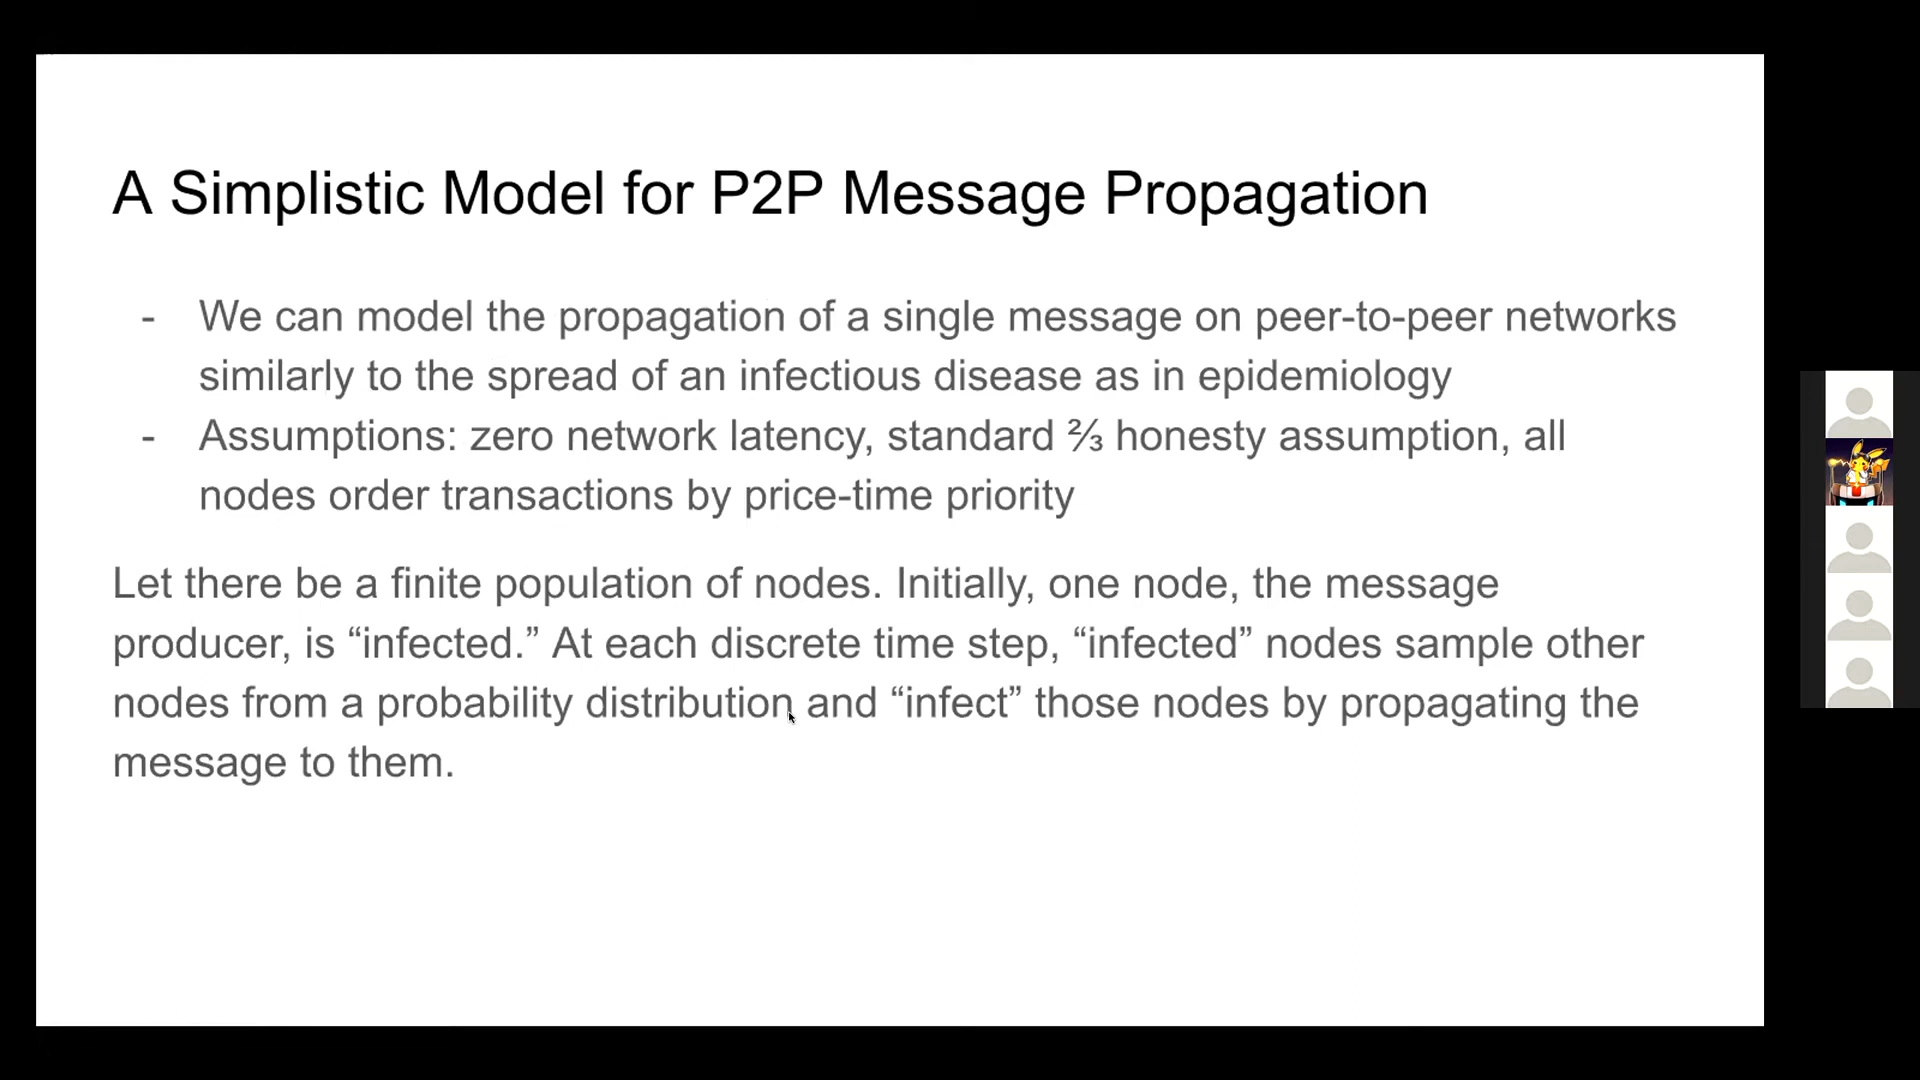 A Simplistic Model for P2P Message Propagation
- We can model the propagation of a single message on peer-to-peer networks
similarly to the spread of an infectious disease as in epidemiology
- Assumptions: zero network latency, standard ⅔ honesty assumption, all
nodes order transactions by price-time priority
Let there be a finite population of nodes. Initially, one node, the message
producer, is “infected.” At each discrete time step, “infected” nodes sample other
nodes from a probability distribution and “infect” those nodes by propagating the
message to them.